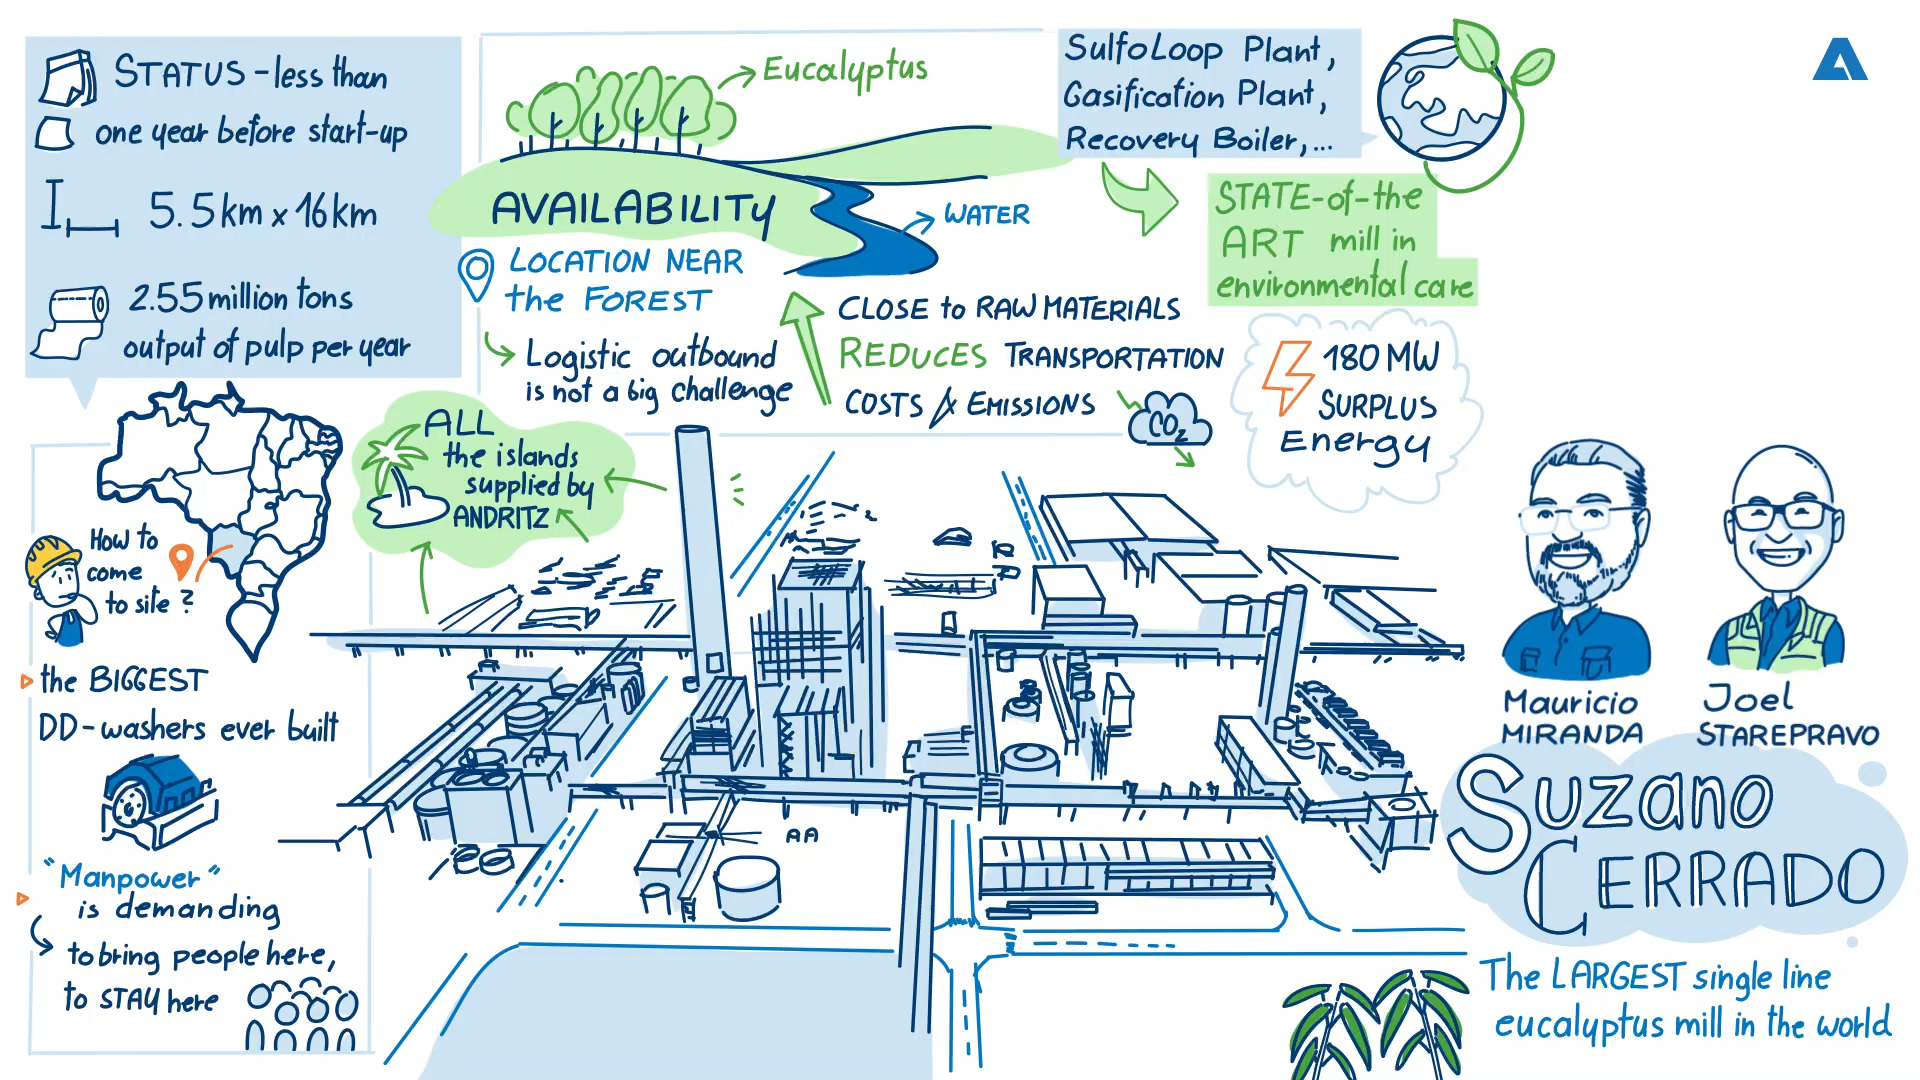 STATUS - less than
one year before start-up
5.5 km x 16 km
2.55 million tons
output of pulp per year
Eucalyptus
AVAILABILITY
WATER
LOCATION NEAR
the FOREST
Logistic outbound
is not a big challenge
CLOSE to RAW MATERIALS
REDUCES TRANSPORTATION
COSTS & EMISSIONS
CO2
SulfoLoop Plant,
Gasification Plant,
Recovery Boiler,...
STATE-of-the
ART mill in
environmental care
180 MW
SURPLUS
Energy
ALL
the islands
supplied by
ANDRITZ
How to
come
to site?
the BIGGEST
DD-washers ever built
"Manpower"
is demanding
to bring people here,
to STAY here
Mauricio
MIRANDA
Joel
STAREPRAVO
SUZANO
CERRADO
The LARGEST single line
eucalyptus mill in the world